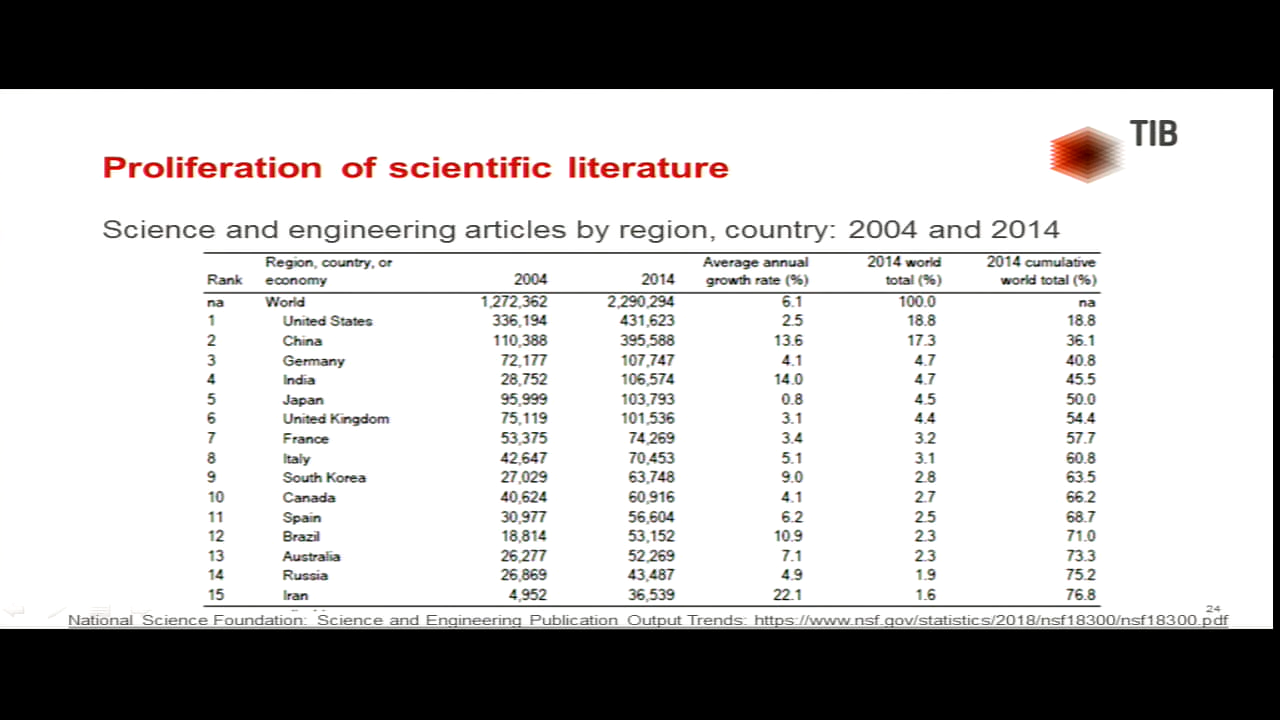 TIB
Proliferation of scientific literature
Science and engineering articles by region, country: 2004 and 2014
Rank Region, country, or economy 2004 2014 Average annual growth rate (%) 2014 world total (%) 2014 cumulative world total (%)
na World 1,272,362 2,290,294 6.1 100.0 na
1 United States 336,194 431,623 2.5 18.8 18.8
2 China 110,388 395,588 13.6 17.3 36.1
3 Germany 72,177 107,747 4.1 4.7 40.8
4 India 28,752 106,574 14.0 4.7 45.5
5 Japan 95,999 103,793 0.8 4.5 50.0
6 United Kingdom 75,119 101,536 3.1 4.4 54.4
7 France 53,375 74,269 3.4 3.2 57.7
8 Italy 42,647 70,453 5.1 3.1 60.8
9 South Korea 27,029 63,748 9.0 2.8 63.5
10 Canada 40,624 60,916 4.1 2.7 66.2
11 Spain 30,977 56,604 6.2 2.5 68.7
12 Brazil 18,814 53,152 10.9 2.3 71.0
13 Australia 26,277 52,269 7.1 2.3 73.3
14 Russia 26,869 43,487 4.9 1.9 75.2
15 Iran 4,952 36,539 22.1 1.6 76.8
24
National Science Foundation: Science and Engineering Publication Output Trends: https://www.nsf.gov/statistics/2018/nsf18300/nsf18300.pdf